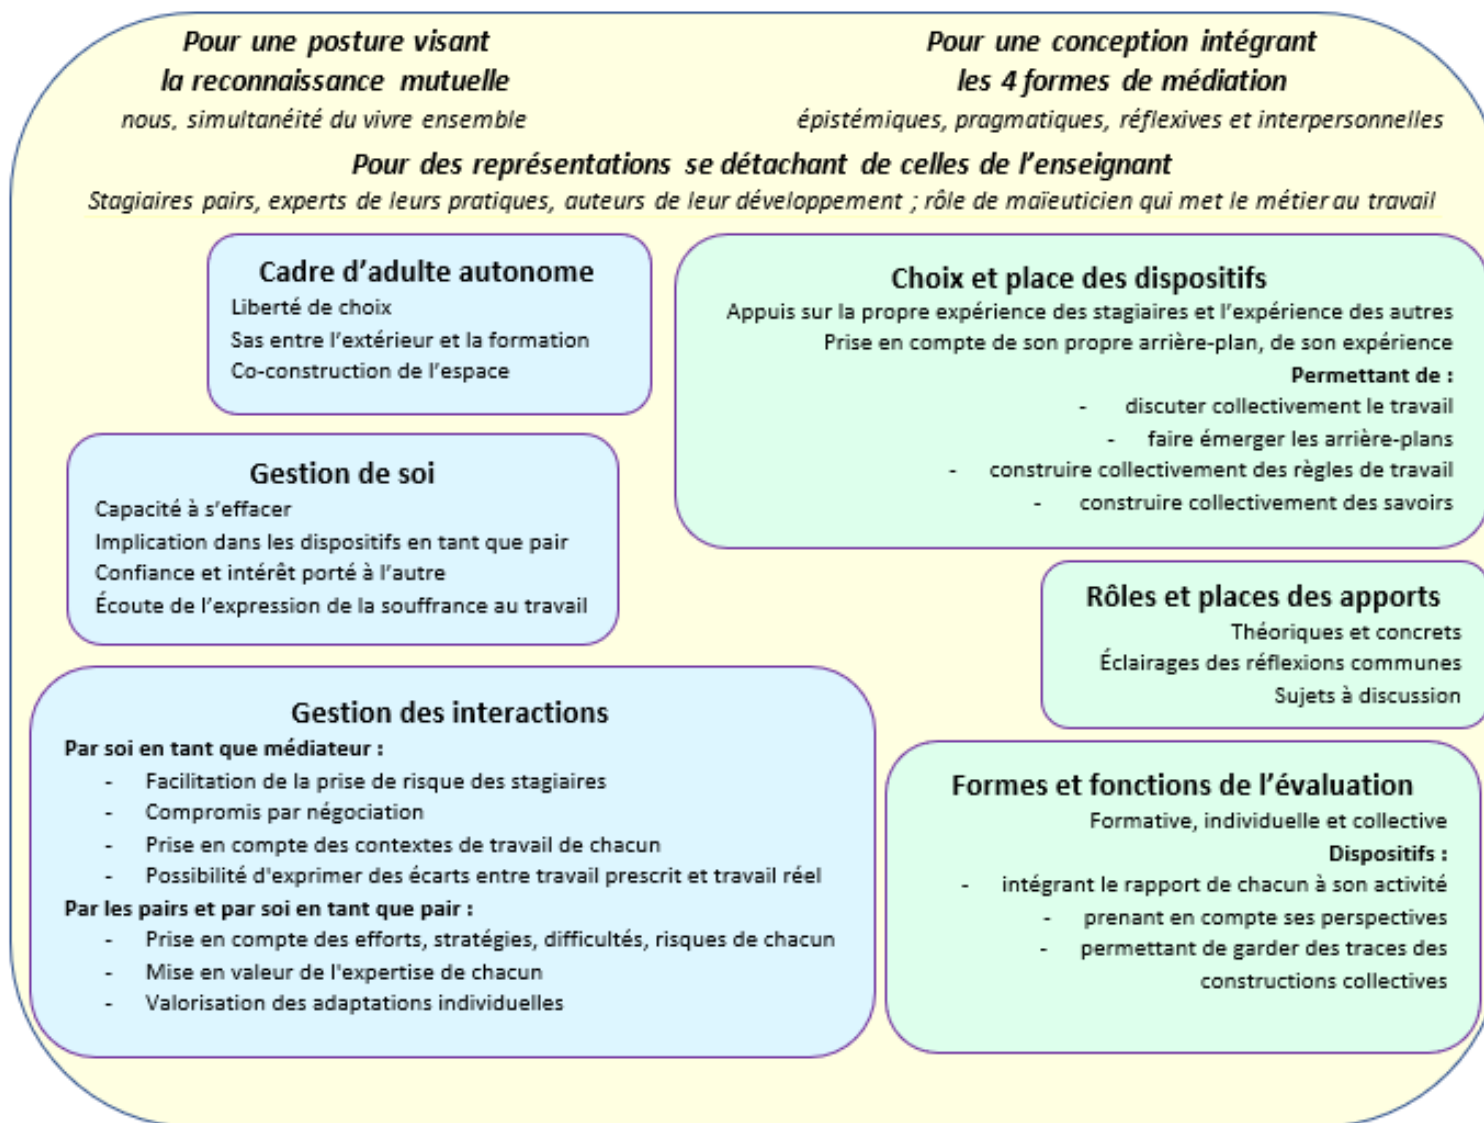 Pour une posture visant
la reconnaissance mutuelle
nous, simultanéité du vivre ensemble
Pour une conception intégrant
les 4 formes de médiation
épistémiques, pragmatiques, réflexives et interpersonnelles
Pour des représentations se détachant de celles de l'enseignant
Stagiaires pairs, experts de leurs pratiques, auteurs de leur développement ; rôle de maïeuticien qui met le métier au travail
Cadre d'adulte autonome
Liberté de choix
Sas entre l'extérieur et la formation
Co-construction de l'espace
Gestion de soi
Capacité à s'effacer
Implication dans les dispositifs en tant que pair
Confiance et intérêt porté à l'autre
Écoute de l'expression de la souffrance au travail
Gestion des interactions
Par soi en tant que médiateur :
- Facilitation de la prise de risque des stagiaires
- Compromis par négociation
- Prise en compte des contextes de travail de chacun
- Possibilité d'exprimer des écarts entre travail prescrit et travail réel
Par les pairs et par soi en tant que pair :
- Prise en compte des efforts, stratégies, difficultés, risques de chacun
- Mise en valeur de l'expertise de chacun
- Valorisation des adaptations individuelles
Choix et place des dispositifs
Appuis sur la propre expérience des stagiaires et l'expérience des autres
Prise en compte de son propre arrière-plan, de son expérience
Permettant de :
- discuter collectivement le travail
- faire émerger les arrière-plans
- construire collectivement des règles de travail
- construire collectivement des savoirs
Rôles et places des apports
Théoriques et concrets
Éclairages des réflexions communes
Sujets à discussion
Formes et fonctions de l'évaluation
Formative, individuelle et collective
Dispositifs :
- intégrant le rapport de chacun à son activité
- prenant en compte ses perspectives
- permettant de garder des traces des
constructions collectives